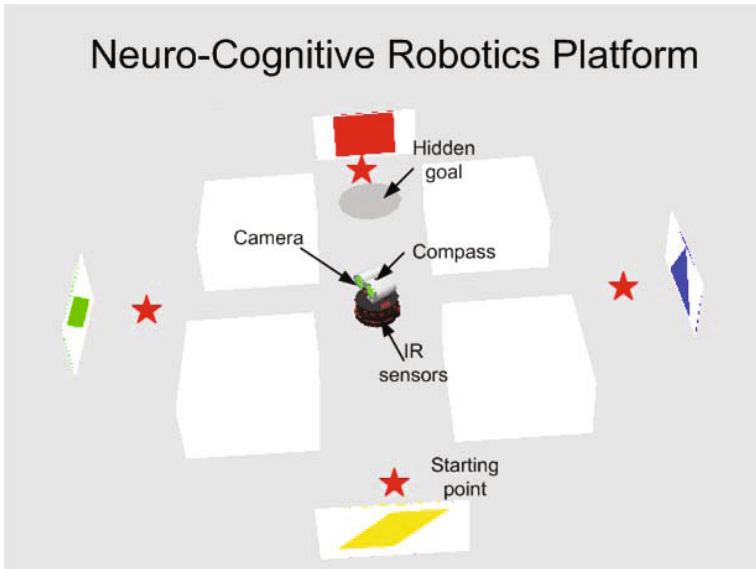 Neuro-Cognitive Robotics Platform
Hidden
goal
Camera
Compass
IR
sensors
Starting
point